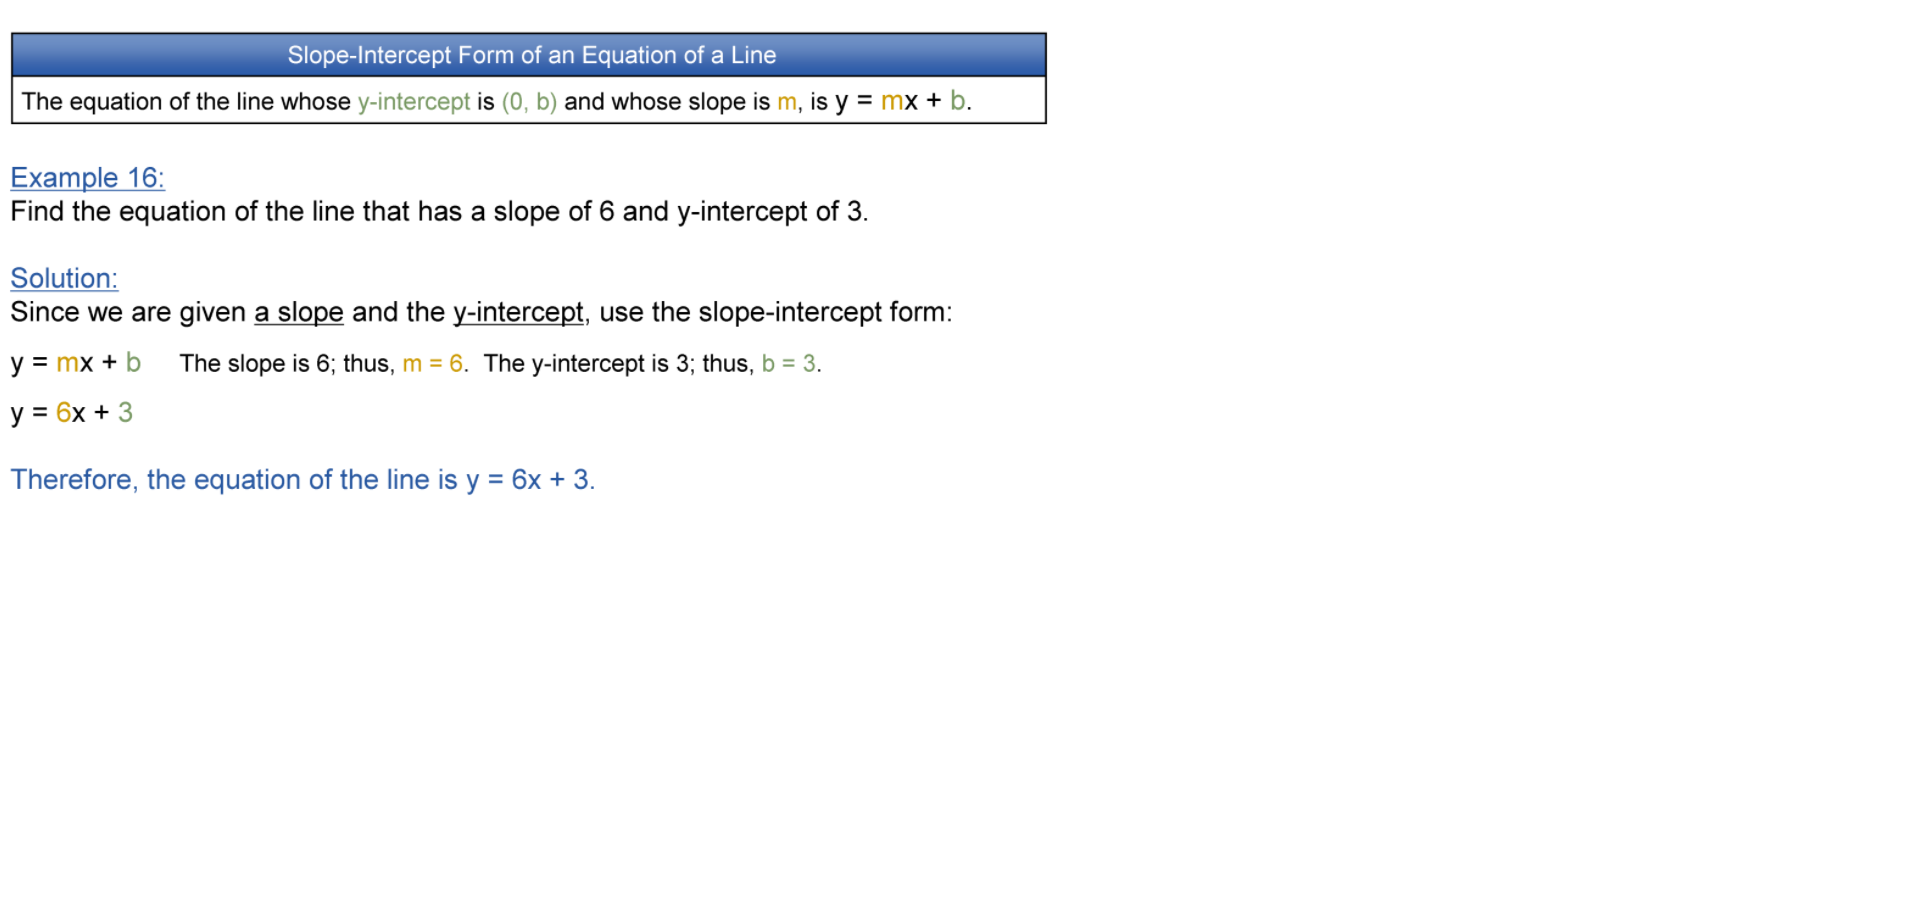 Slope-Intercept Form of an Equation of a Line
The equation of the line whose y-intercept is (0, b) and whose slope is m, is y = mx + b.
Example 16:
Find the equation of the line that has a slope of 6 and y-intercept of 3.
Solution:
Since we are given a slope and the y-intercept, use the slope-intercept form:
y = mx + b The slope is 6; thus, m = 6. The y-intercept is 3; thus, b = 3.
y = 6x + 3
Therefore, the equation of the line is y = 6x + 3.